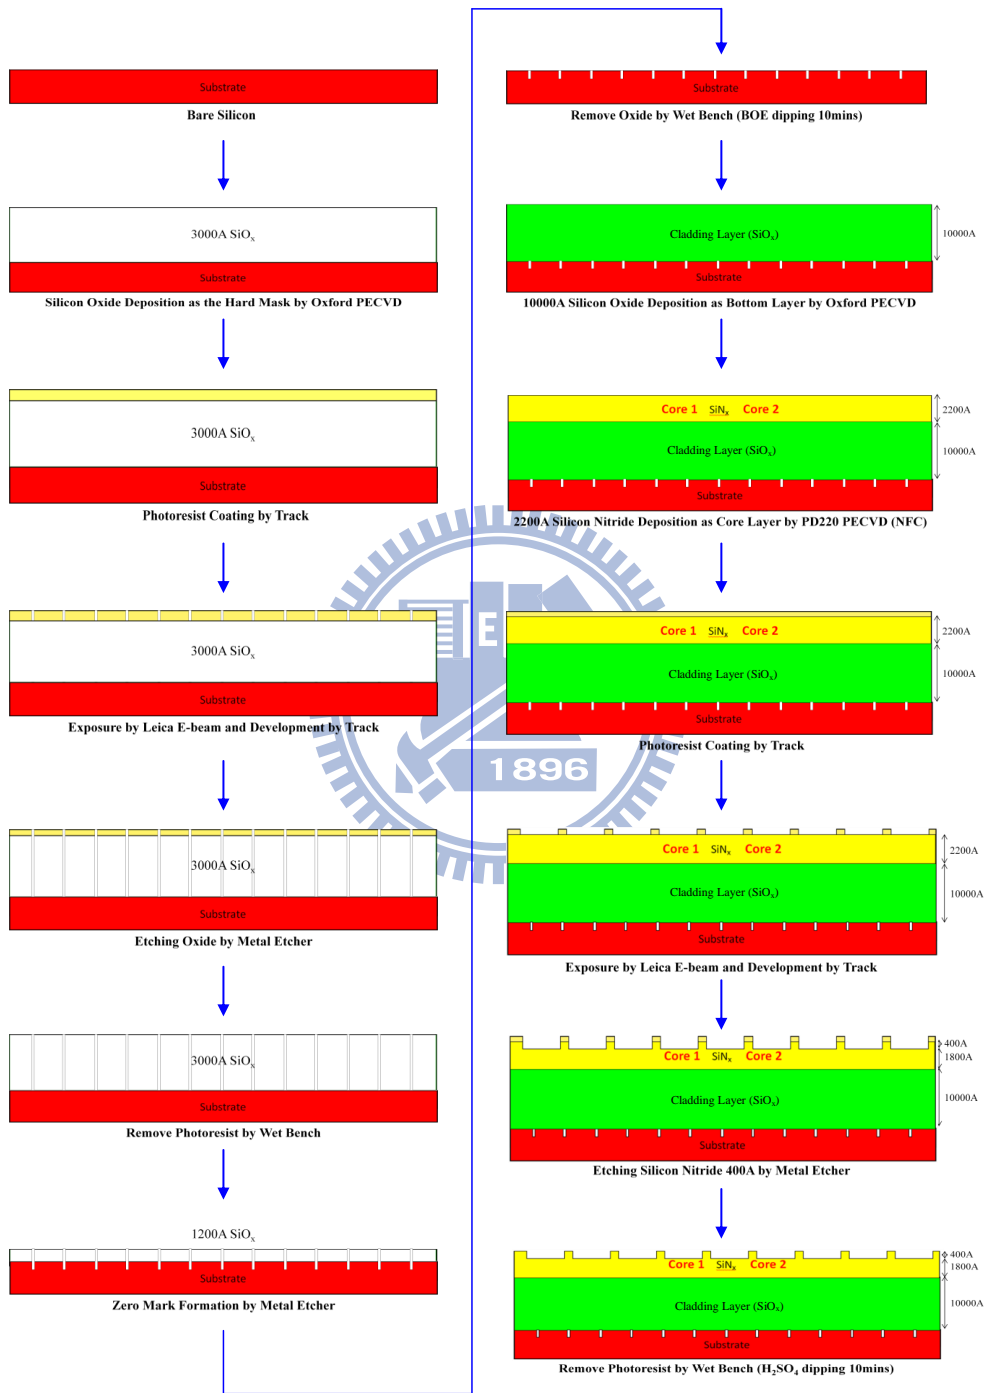 Substrate
Bare Silicon
3000A SiOₓ
Substrate
Silicon Oxide Deposition as the Hard Mask by Oxford PECVD
3000A SiOₓ
Substrate
Photoresist Coating by Track
3000A SiOₓ
Substrate
Exposure by Leica E-beam and Development by Track
3000A SiOₓ
Substrate
Etching Oxide by Metal Etcher
3000A SiOₓ
Substrate
Remove Photoresist by Wet Bench
1200A SiOₓ
Substrate
Zero Mark Formation by Metal Etcher
Substrate
Remove Oxide by Wet Bench (BOE dipping 10mins)
Cladding Layer (SiOₓ)
10000A
Substrate
10000A Silicon Oxide Deposition as Bottom Layer by Oxford PECVD
Core 1 SiNₓ Core 2
2200A
Cladding Layer (SiOₓ)
10000A
Substrate
2200A Silicon Nitride Deposition as Core Layer by PD220 PECVD (NFC)
E
Core 1 SiNₓ Core 2
2200A
Cladding Layer (SiOₓ)
10000A
Substrate
Photoresist Coating by Track
1896
Core 1 SiNₓ Core 2
2200A
Cladding Layer (SiOₓ)
10000A
Substrate
Exposure by Leica E-beam and Development by Track
400A
Core 1 SiNₓ Core 2
1800A
Cladding Layer (SiOₓ)
10000A
Substrate
Etching Silicon Nitride 400A by Metal Etcher
400A
Core 1 SiNₓ Core 2
1800A
Cladding Layer (SiOₓ)
10000A
Substrate
Remove Photoresist by Wet Bench (H₂SO₄ dipping 10mins)